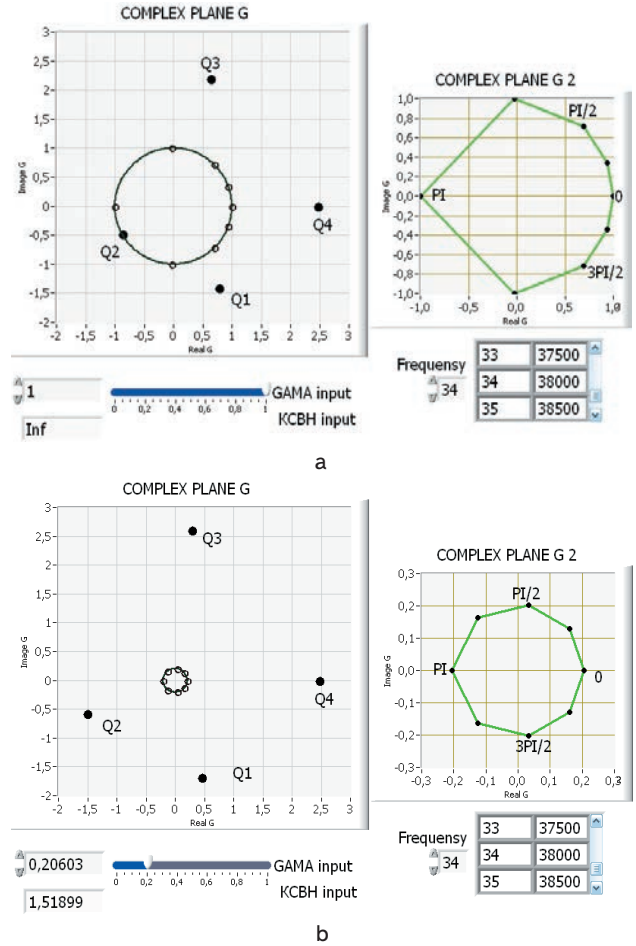 COMPLEX PLANE G
3-
2,5-
2-
1,5-
1-
0,5-
0-
-0,5-
-1-
-1,5-
-2-
Image G
-2 -1,5 -1 -0,5 0 0,5 1 1,5 2 2,5 3
Real G
Q3
Q4
Q2
Q1
COMPLEX PLANE G 2
1,0-
0,8-
0,6-
0,4-
0,2-
0,0-
-0,2-
-0,4-
-0,6-
-0,8-
-1,0-
Image G
-1,0 -0,5 0,0 0,5 1,0
Real G
PI/2
PI
0
3PI/2
1
0 0,2 0,4 0,6 0,8 1
GAMA input
Inf
KCBH input
Frequensy
34
33 37500
34 38000
35 38500
a
COMPLEX PLANE G
3-
2,5-
2-
1,5-
1-
0,5-
0-
-0,5-
-1-
-1,5-
-2-
Image G
-2 -1,5 -1 -0,5 0 0,5 1 1,5 2 2,5 3
Real G
Q3
Q4
Q2
Q1
COMPLEX PLANE G 2
0,3-
0,2-
0,1-
0,0-
-0,1-
-0,2-
-0,3-
Image G
-0,3 -0,2 -0,1 0,0 0,1 0,2
Real G
PI/2
PI
0
3PI/2
0,20603
0 0,2 0,4 0,6 0,8 1
GAMA input
1,51899
KCBH input
Frequensy
34
33 37500
34 38000
35 38500
b